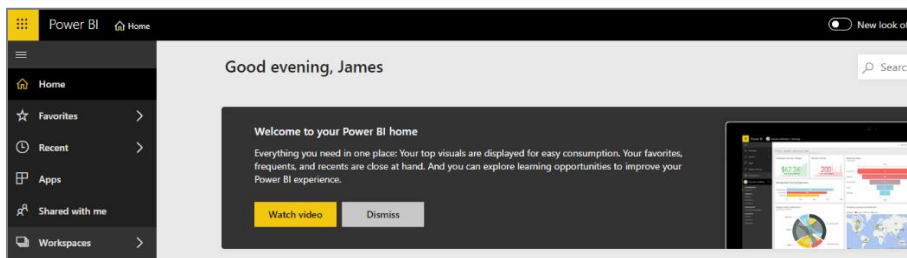 Power BI Home New look of
Home
Good evening, James
Searc
Favorites
Recent
Apps
Shared with me
Workspaces
Welcome to your Power BI home
Everything you need in one place: Your top visuals are displayed for easy consumption. Your favorites,
frequents, and recents are close at hand. And you can explore learning opportunities to improve your
Power BI experience.
Watch video Dismiss
200